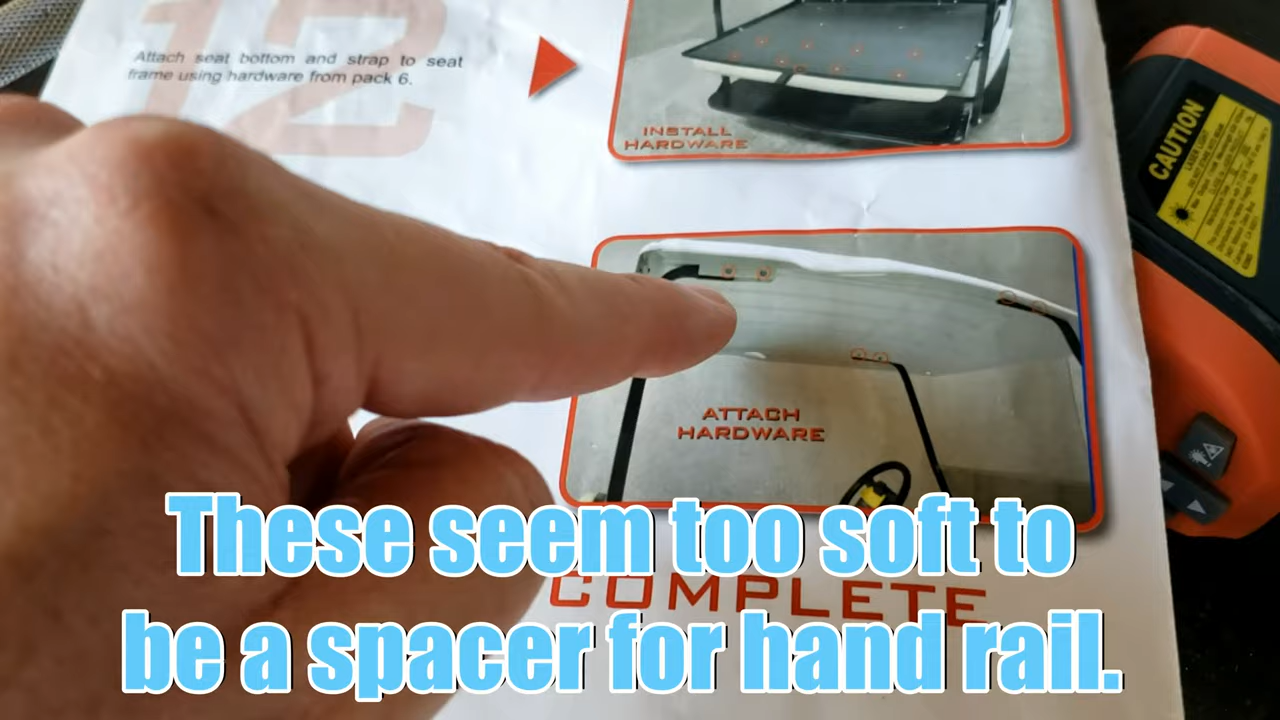 12
Attach seat bottom and strap to seat
frame using hardware from pack 6.
INSTALL
HARDWARE
CAUTION
ATTACH
HARDWARE
COMPLETE
These seem too soft to
be a spacer for hand rail.